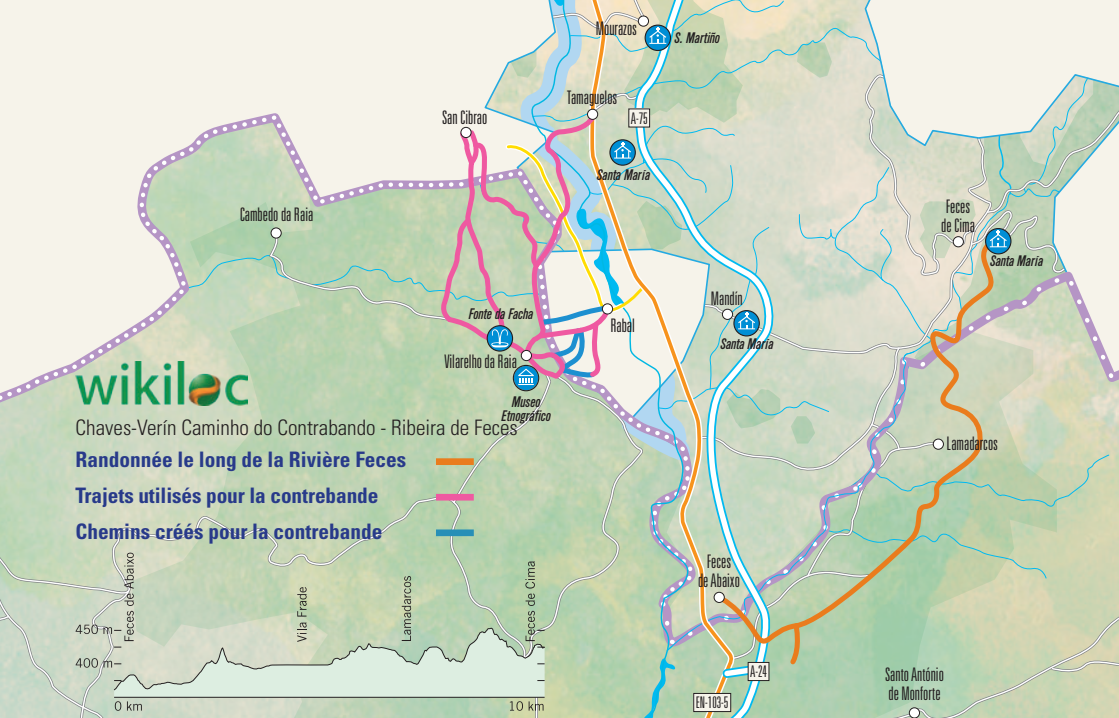 Mourazos
S. Martiño
Tamaguelos
San Cibrao
A-75
Santa María
Cambedo da Raia
Feces
de Cima
Santa María
Mandín
Fonte da Facha
Rabal
Santa María
Vilarelho da Raia
wikiloc
Museo
Etnográfico
Chaves-Verín Caminho do Contrabando - Ribeira de Feces
Lamadarcos
Randonnée le long de la Rivière Feces
Trajets utilisés pour la contrebande
Chemins créés pour la contrebande
Feces
de Abaixo
Feces de Abaixo
Vila Frade
Lamadarcos
Feces de Cima
450 m
400 m
A-24
Santo António
de Monforte
EN-103-5
0 km
10 km